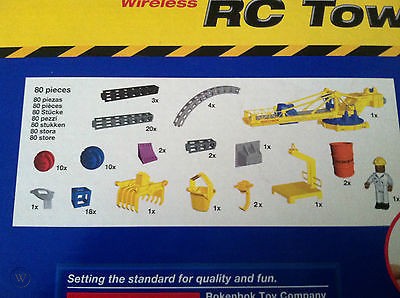 Wireless RC Tow
80 pieces
80 piezas
80 pièces
80 Stücke
80 pezzi
80 stukken
80 stora
80 store
3x
4x
20x
1x
10x
10x
2x
2x
1x
1x
2x
1x
1x
18x
1x
1x
2x
1x
Setting the standard for quality and fun.
Rokenbok Toy Company